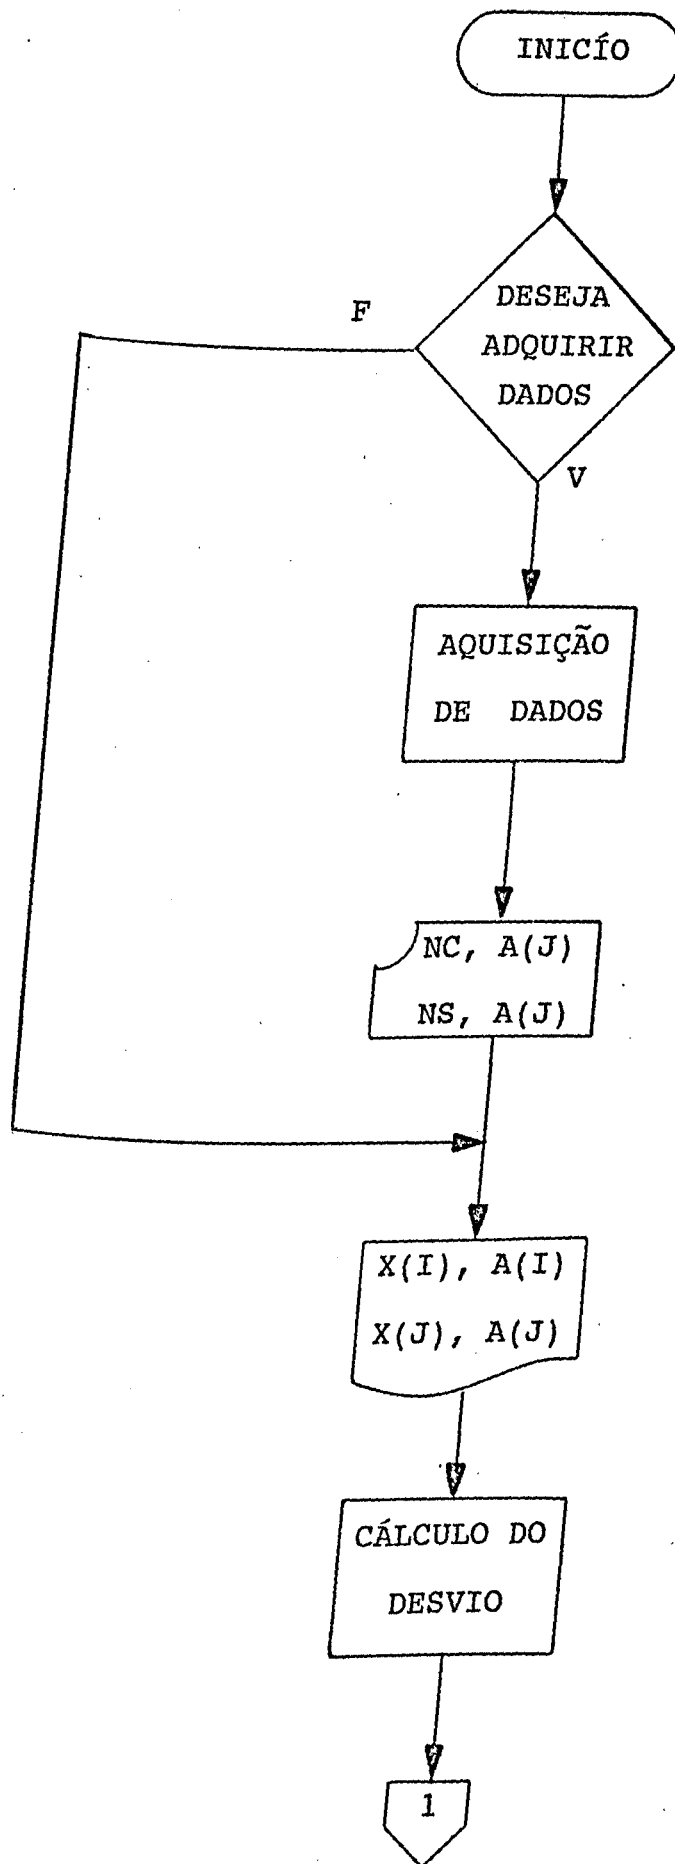 INICÍO
F
DESEJA
ADQUIRIR
DADOS
V
AQUISIÇÃO
DE DADOS
NC, A(J)
NS, A(J)
X(I), A(I)
X(J), A(J)
CÁLCULO DO
DESVIO
1